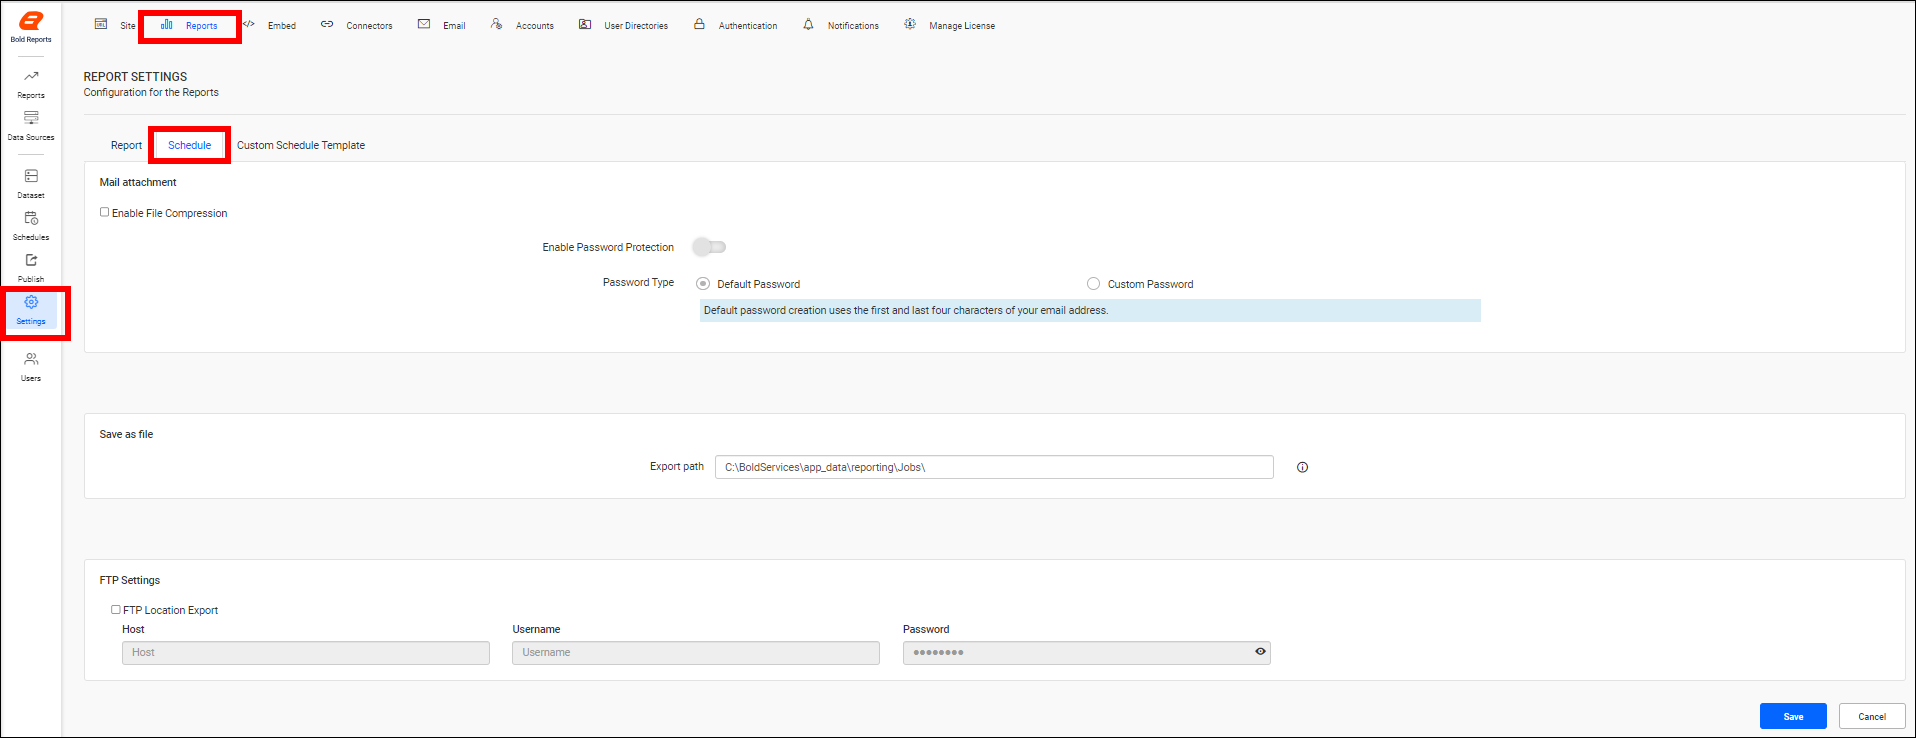 Bold Reports
Reports
Data Sources
Dataset
Schedules
Publish
Settings
Users
URL Site Reports </> Embed Connectors Email Accounts User Directories Authentication Notifications Manage License
REPORT SETTINGS
Configuration for the Reports
Report Schedule Custom Schedule Template
Mail attachment
Enable File Compression
Enable Password Protection
Password Type Default Password Custom Password
Default password creation uses the first and last four characters of your email address.
Save as file
Export path C:\BoldServices\app_data\reporting\Jobs\
FTP Settings
FTP Location Export
Host Username Password
Host Username ●●●●●●●●
Save Cancel